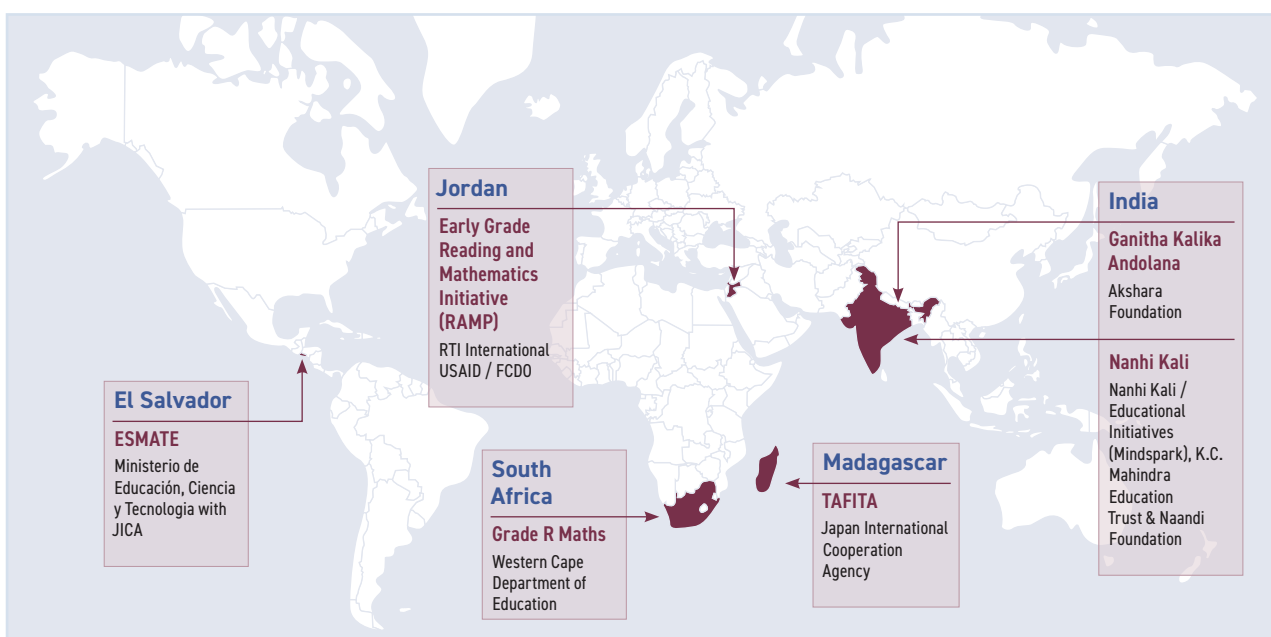 Jordan
Early Grade
Reading and
Mathematics
Initiative
(RAMP)
RTI International
USAID / FCDO
India
Ganitha Kalika
Andolana
Akshara
Foundation
Nanhi Kali
Nanhi Kali /
Educational
Initiatives
(Mindspark), K.C.
Mahindra
Education
Trust & Naandi
Foundation
El Salvador
ESMATE
Ministerio de
Educación, Ciencia
y Tecnologia with
JICA
South
Africa
Grade R Maths
Western Cape
Department of
Education
Madagascar
TAFITA
Japan International
Cooperation
Agency